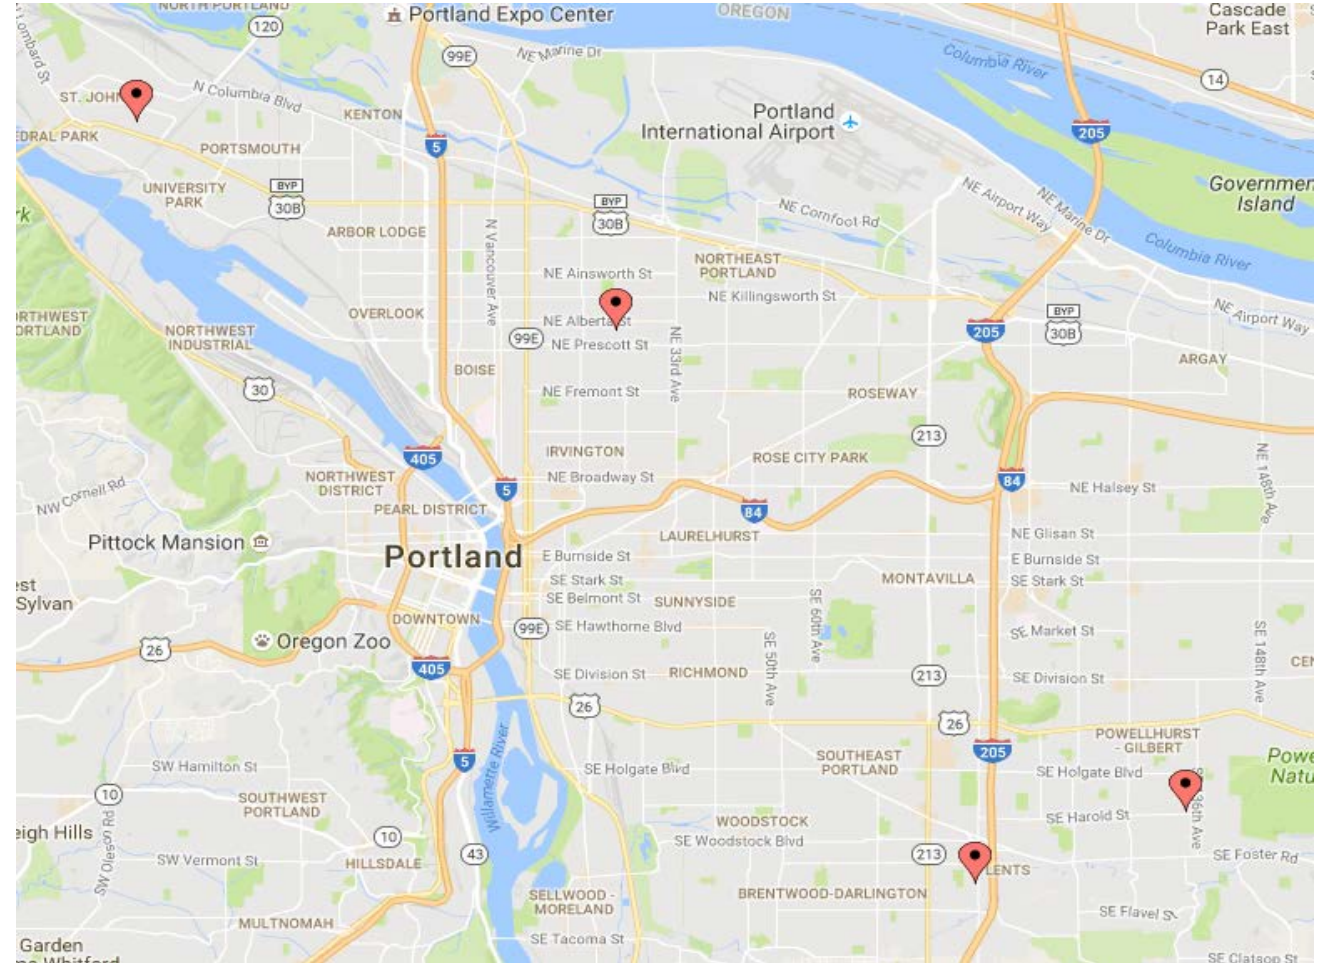 NORTH PORTLAND
120
Portland Expo Center
OREGON
Cascade
Park East
Lombard St
99E
NE Marine Dr
Columbia River
14
ST. JOHN
N Columbia Blvd
KENTON
Portland
International Airport
5
205
EDRAL PARK
PORTSMOUTH
UNIVERSITY
PARK
BYP
30B
BYP
30B
NE Airport Way
NE Marine Dr
Governmen
Island
rk
NE Cornfoot Rd
ARBOR LODGE
N Vancouver Ave
Columbia River
NORTHEAST
PORTLAND
NE Ainsworth St
NE Killingsworth St
ORTHWEST
ORTLAND
OVERLOOK
NE Alberta St
NE Airport Way
NORTHWEST
INDUSTRIAL
99E
NE Prescott St
NE 33rd Ave
205
BYP
30B
ARGAY
BOISE
30
NE Fremont St
ROSEWAY
213
405
IRVINGTON
ROSE CITY PARK
NE 148th Ave
NORTHWEST
DISTRICT
NE Broadway St
5
84
NE Halsey St
NW Cornell Rd
PEARL DISTRICT
84
Pittock Mansion
LAURELHURST
NE Glisan St
Portland
E Burnside St
E Burnside St
est
Sylvan
SE Stark St
MONTAVILLA
SE Stark St
SE Belmont St
SUNNYSIDE
SE 60th Ave
DOWNTOWN
99E
SE Hawthorne Blvd
SE Market St
SE 148th Ave
26
Oregon Zoo
SE 50th Ave
405
SE Division St
RICHMOND
213
SE Division St
CEN
26
26
POWELLHURST
- GILBERT
205
5
Willamette River
SOUTHEAST
PORTLAND
Powe
Natu
SW Hamilton St
SE Holgate Blvd
SE Holgate Blvd
36th Ave
10
SOUTHWEST
PORTLAND
WOODSTOCK
SE Harold St
eigh Hills
SW Oleson Rd
10
SE Woodstock Blvd
SW Vermont St
HILLSDALE
43
213
LENTS
SE Foster Rd
SELLWOOD -
MORELAND
BRENTWOOD-DARLINGTON
SE Flavel St
MULTNOMAH
Garden
SE Tacoma St
SE Clatsop St